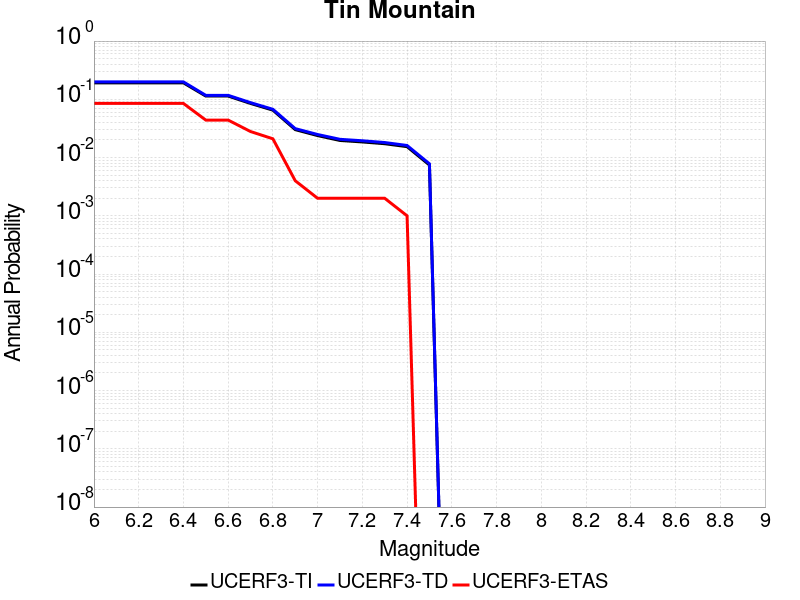 Tin Mountain
Annual Probability
10^0
10^-1
10^-2
10^-3
10^-4
10^-5
10^-6
10^-7
10^-8
6 6.2 6.4 6.6 6.8 7 7.2 7.4 7.6 7.8 8 8.2 8.4 8.6 8.8 9
Magnitude
UCERF3-TI UCERF3-TD UCERF3-ETAS